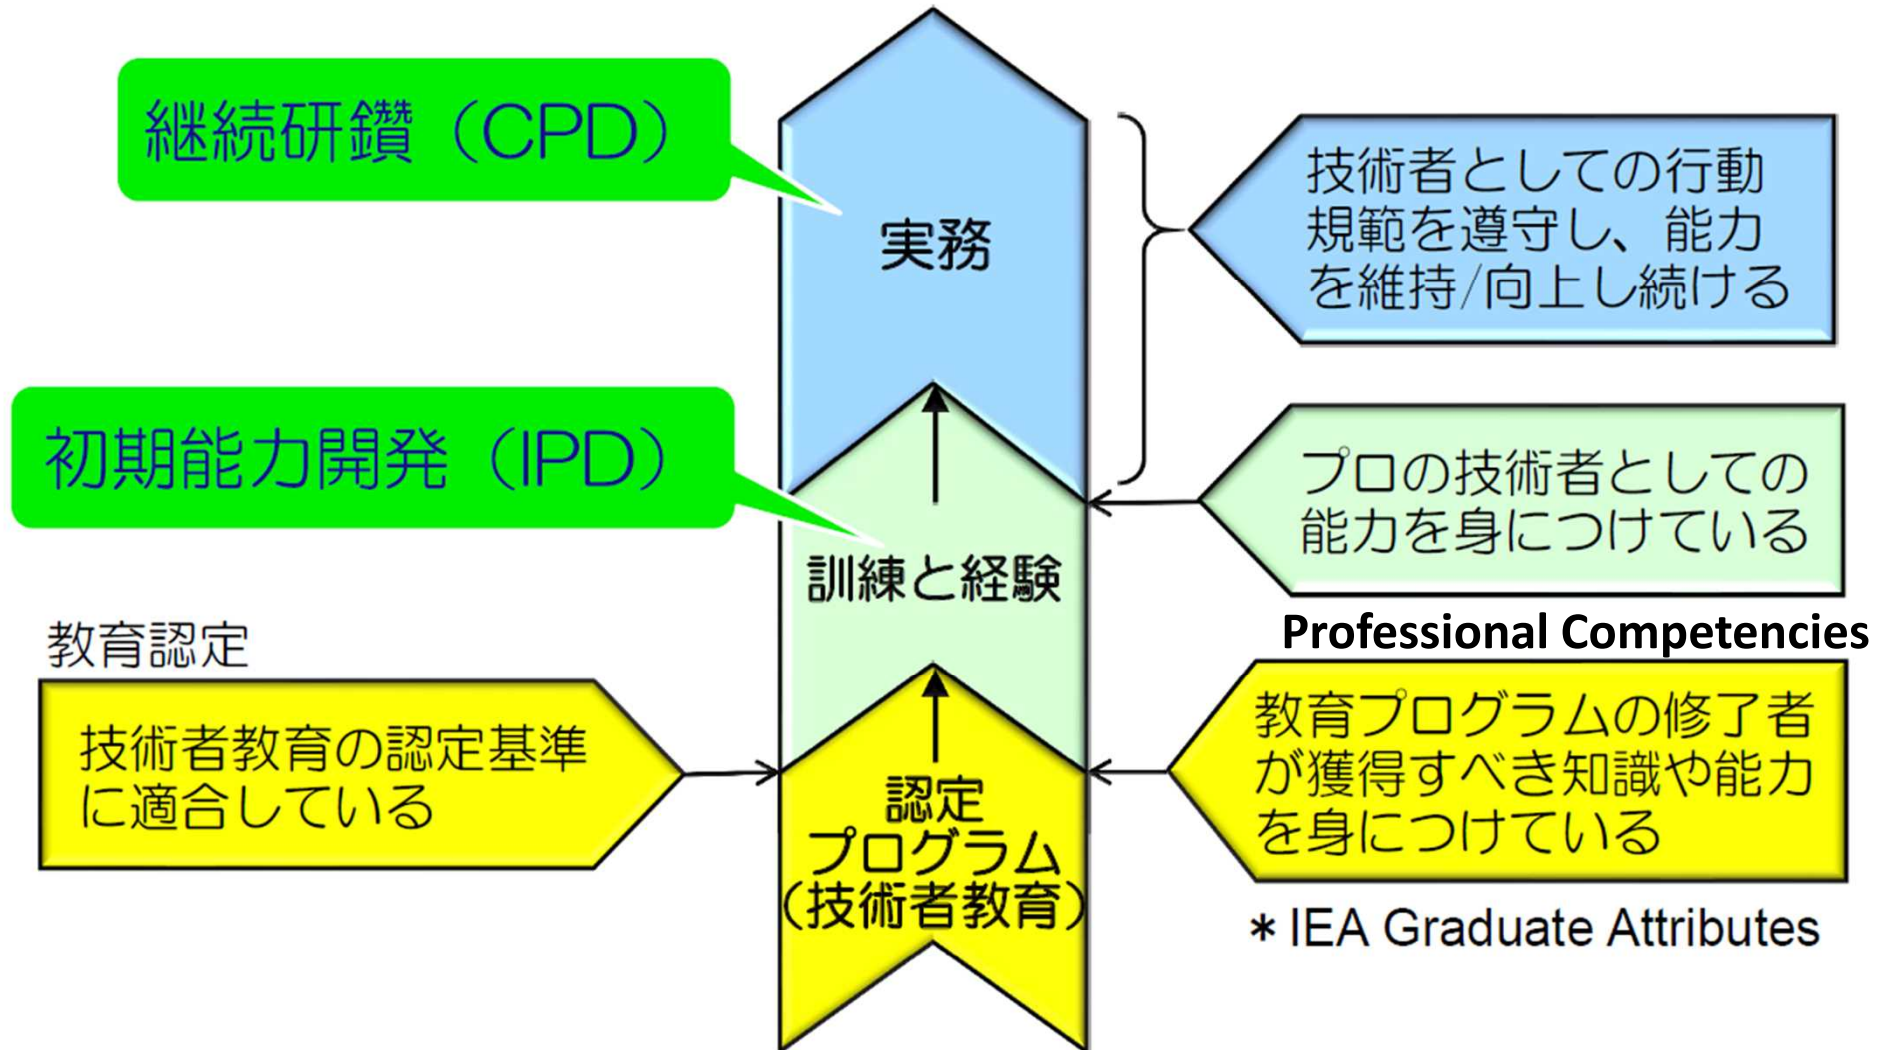 継続研鑽（CPD）
実務
技術者としての行動
規範を遵守し、能力
を維持/向上し続ける
初期能力開発（IPD）
訓練と経験
プロの技術者としての
能力を身につけている
Professional Competencies
教育認定
技術者教育の認定基準
に適合している
認定
プログラム
（技術者教育）
教育プログラムの修了者
が獲得すべき知識や能力
を身につけている
* IEA Graduate Attributes